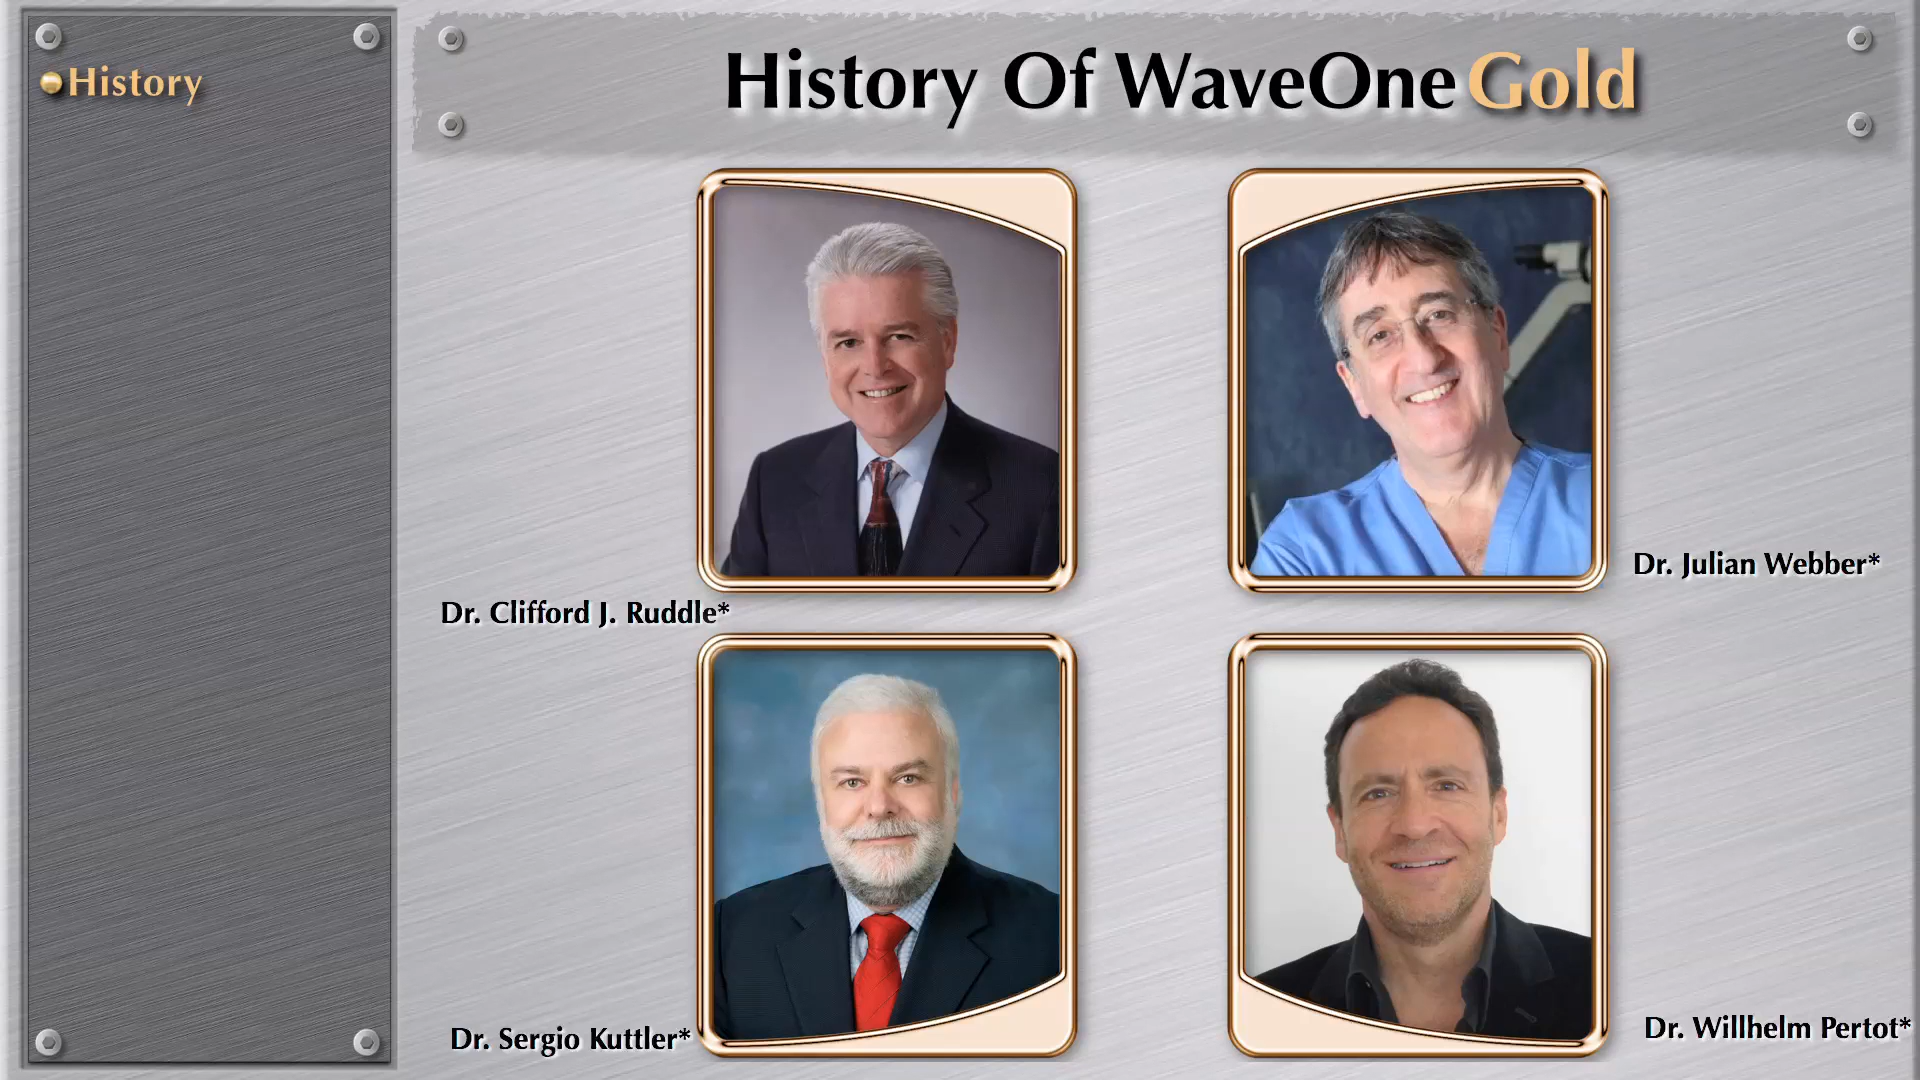 History
History Of WaveOne Gold
Dr. Clifford J. Ruddle*
Dr. Julian Webber*
Dr. Sergio Kuttler*
Dr. Willhelm Pertot*